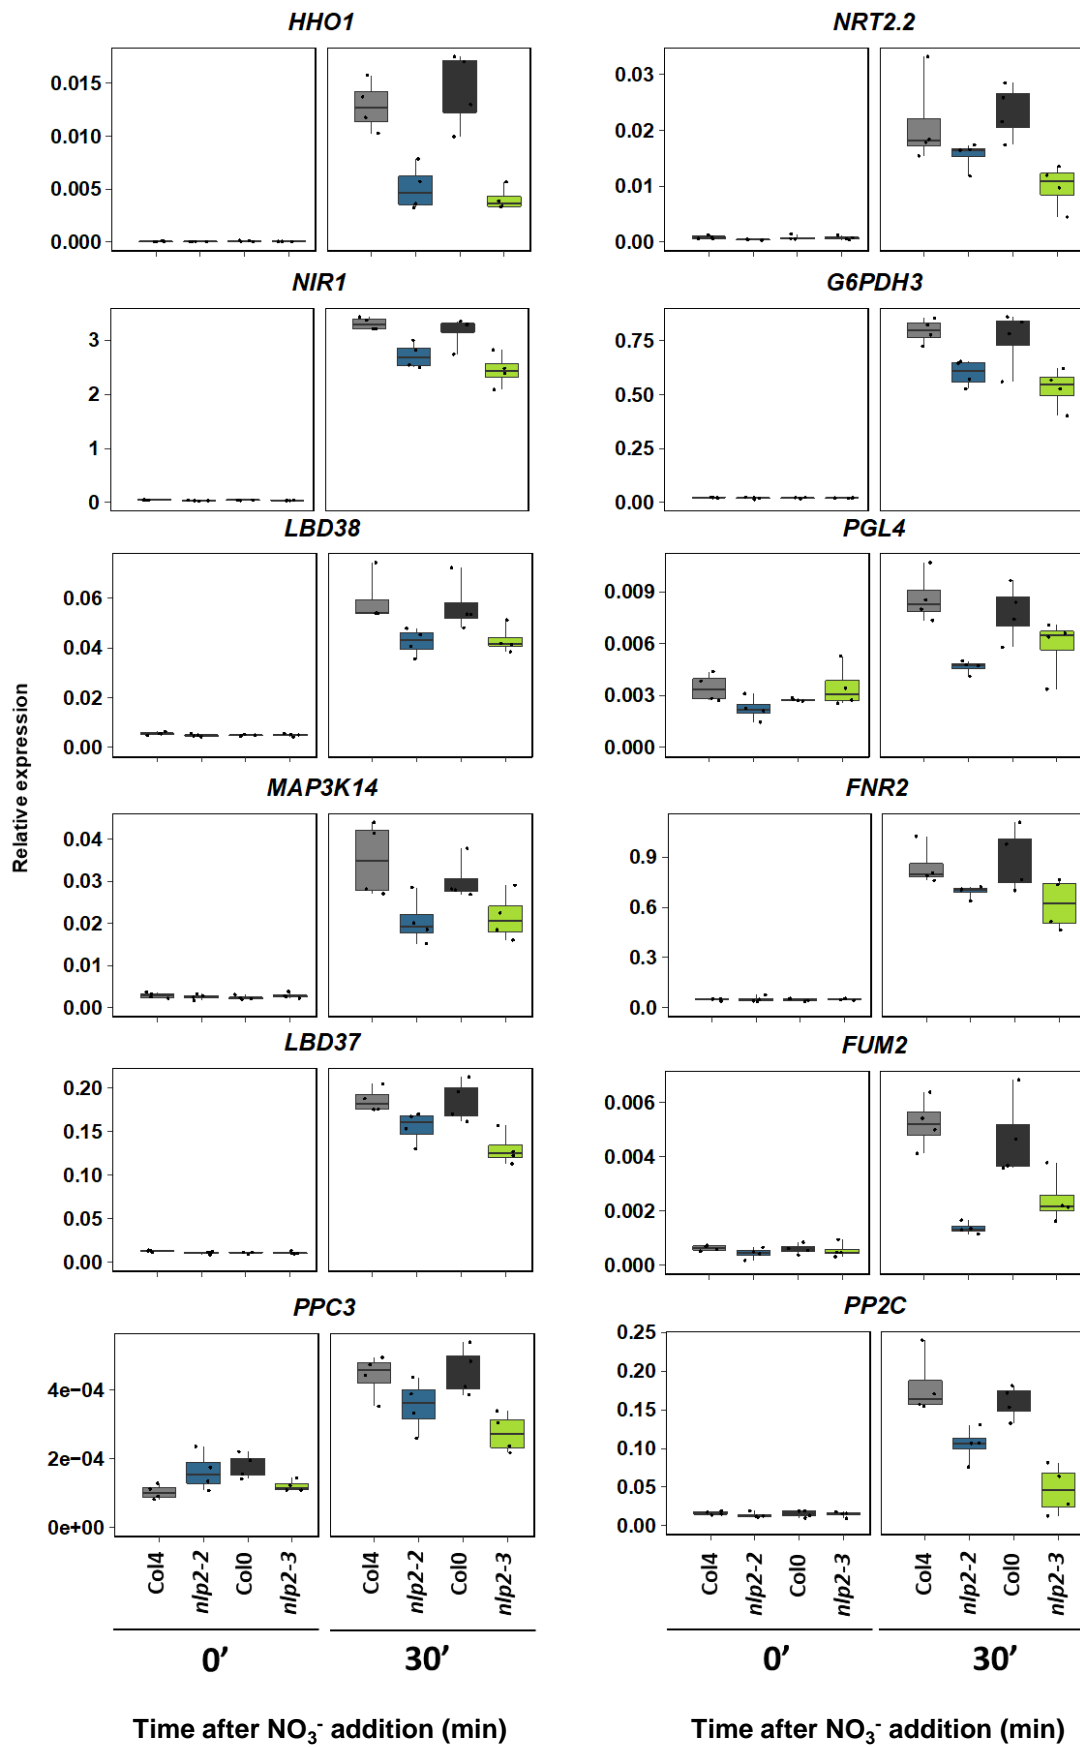 HHO1
NRT2.2
0.015
0.010
0.005
0.000
0.03
0.02
0.01
0.00
NIR1
G6PDH3
3
2
1
0
0.75
0.50
0.25
0.00
LBD38
PGL4
0.06
0.04
0.02
0.00
0.009
0.006
0.003
0.000
Relative expression
MAP3K14
FNR2
0.04
0.03
0.02
0.01
0.00
0.9
0.6
0.3
0.0
LBD37
FUM2
0.20
0.15
0.10
0.05
0.00
0.006
0.004
0.002
0.000
PPC3
PP2C
4e−04
2e−04
0e+00
0.25
0.20
0.15
0.10
0.05
0.00
Col4
nlp2-2
Col0
nlp2-3
Col4
nlp2-2
Col0
nlp2-3
Col4
nlp2-2
Col0
nlp2-3
Col4
nlp2-2
Col0
nlp2-3
0’
30’
0’
30’
Time after NO₃⁻ addition (min)
Time after NO₃⁻ addition (min)